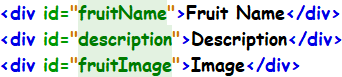 <div id="fruitName">Fruit Name</div>
<div id="description">Description</div>
<div id="fruitImage">Image</div>